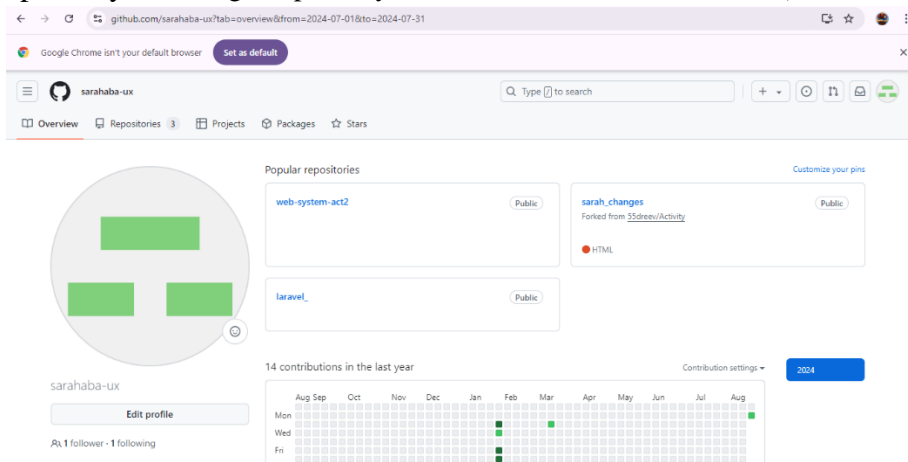 github.com/sarahaba-ux?tab=overview&from=2024-07-01&to=2024-07-31
Google Chrome isn't your default browser Set as default
sarahaba-ux
Type / to search
Overview Repositories 3 Projects Packages Stars
Popular repositories Customize your pins
web-system-act2 Public
sarah_changes Public
Forked from 55dreev/Activity
HTML
laravel_ Public
14 contributions in the last year Contribution settings 2024
sarahaba-ux
Edit profile
1 follower · 1 following
Aug Sep Oct Nov Dec Jan Feb Mar Apr May Jun Jul Aug
Mon
Wed
Fri